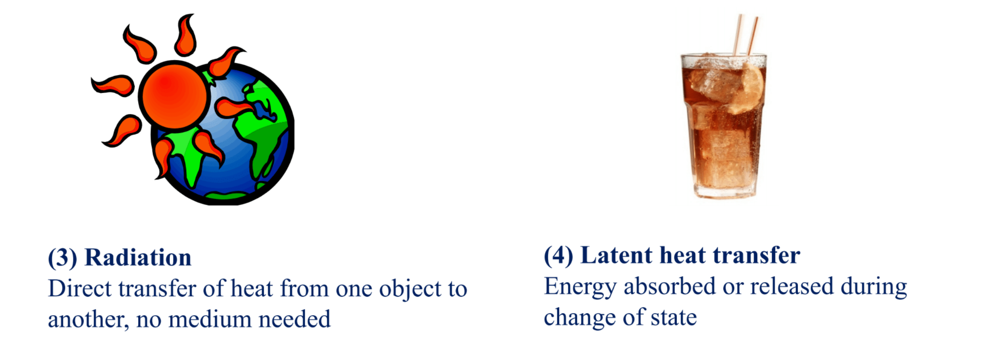 (3) Radiation
Direct transfer of heat from one object to
another, no medium needed
(4) Latent heat transfer
Energy absorbed or released during
change of state